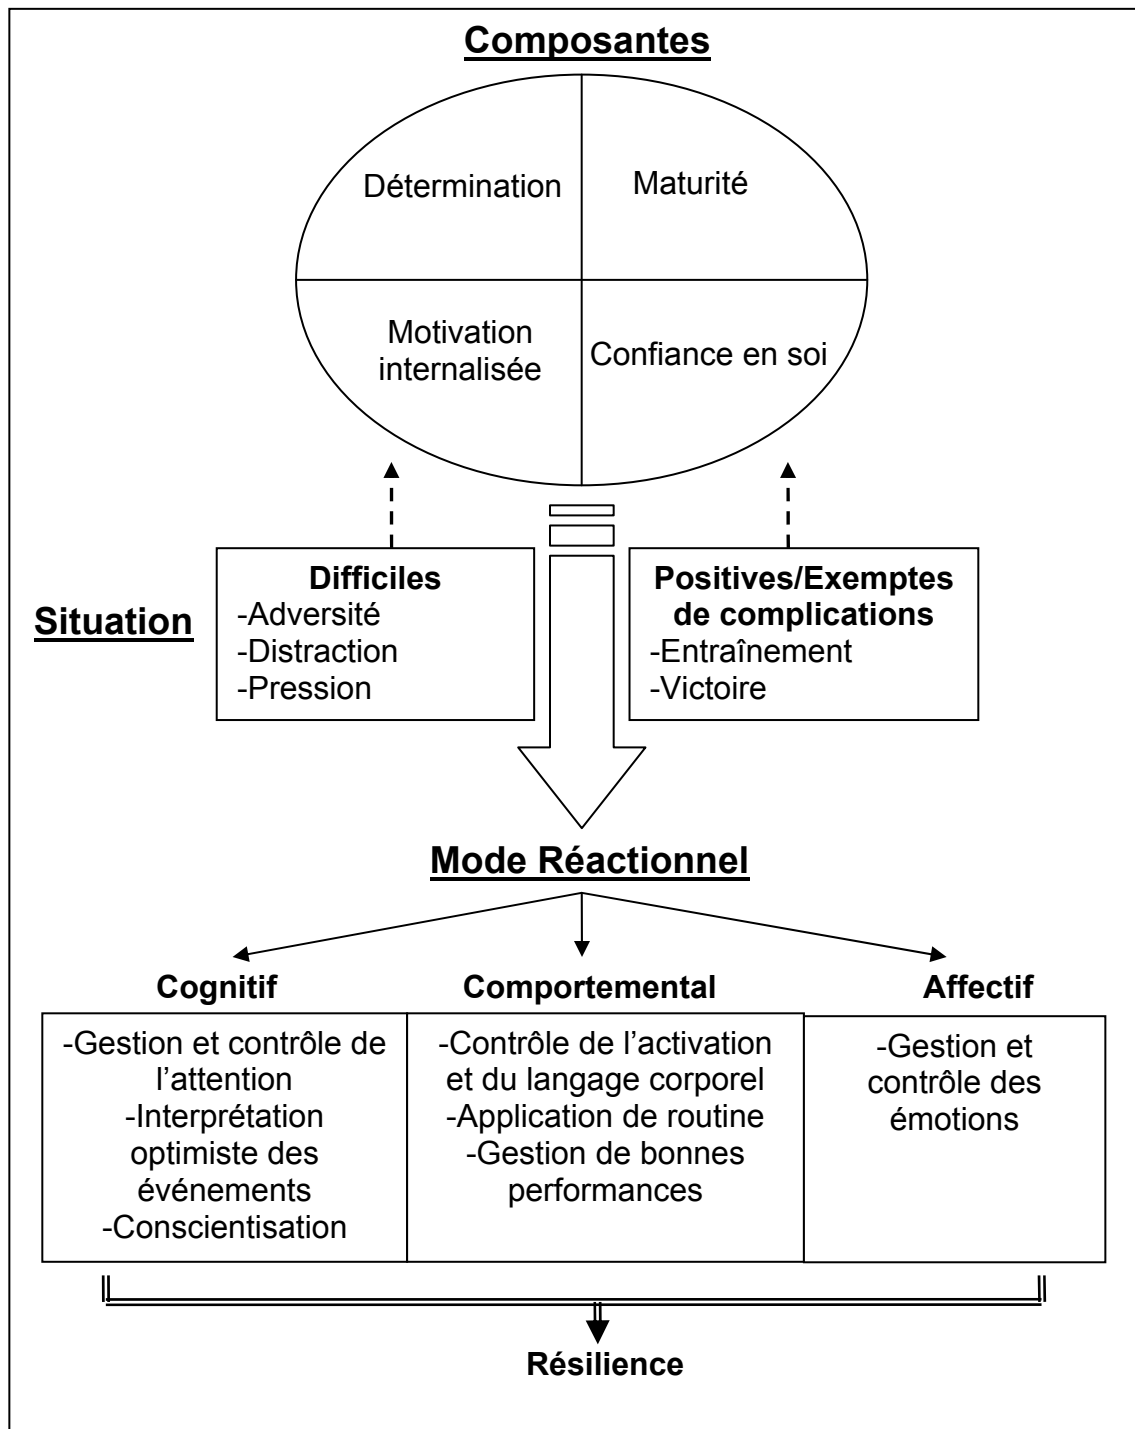 Composantes
Détermination
Maturité
Motivation
internalisée
Confiance en soi
Situation
Difficiles
-Adversité
-Distraction
-Pression
Positives/Exemptes
de complications
-Entraînement
-Victoire
Mode Réactionnel
Cognitif
-Gestion et contrôle de
l’attention
-Interprétation
optimiste des
événements
-Conscientisation
Comportemental
-Contrôle de l’activation
et du langage corporel
-Application de routine
-Gestion de bonnes
performances
Affectif
-Gestion et
contrôle des
émotions
Résilience